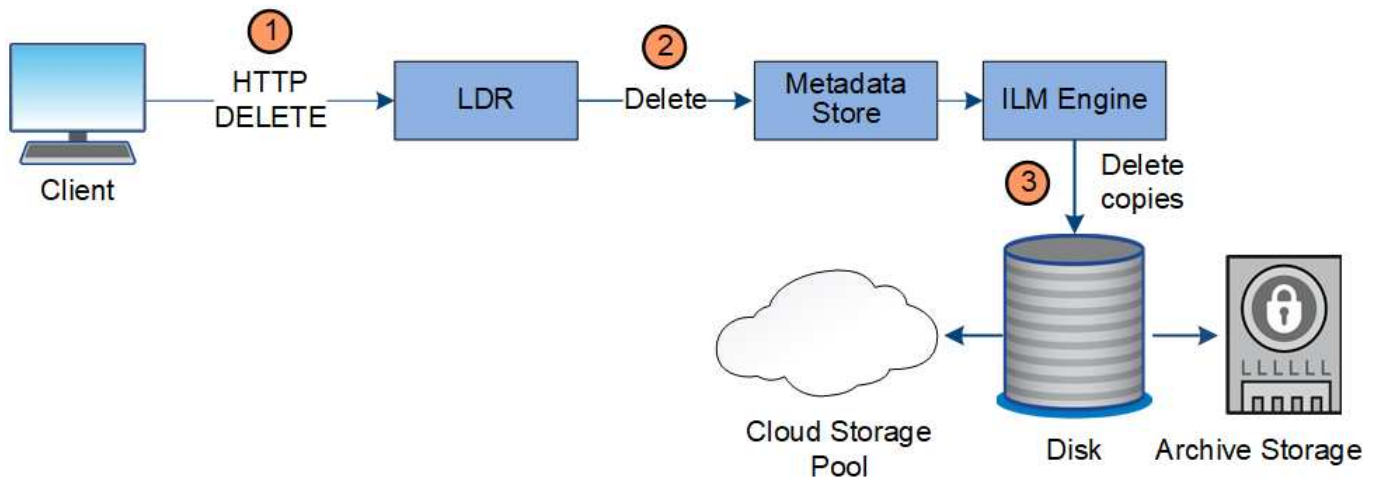 1
HTTP
DELETE
Client
LDR
2
Delete
Metadata
Store
ILM Engine
3
Delete
copies
Cloud Storage
Pool
Disk
LLLLLL
Archive Storage